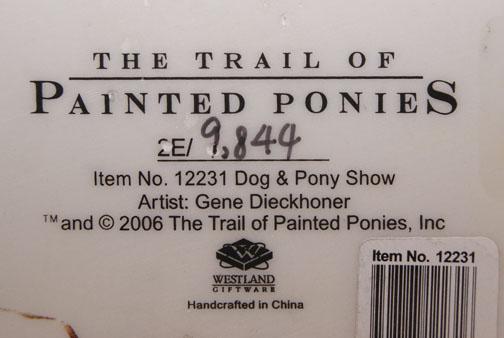 THE TRAIL OF
PAINTED PONIES
2E/ 9,844
Item No. 12231 Dog & Pony Show
Artist: Gene Dieckhoner
™ and © 2006 The Trail of Painted Ponies, Inc
WESTLAND
GIFTWARE
Handcrafted in China
Item No. 12231